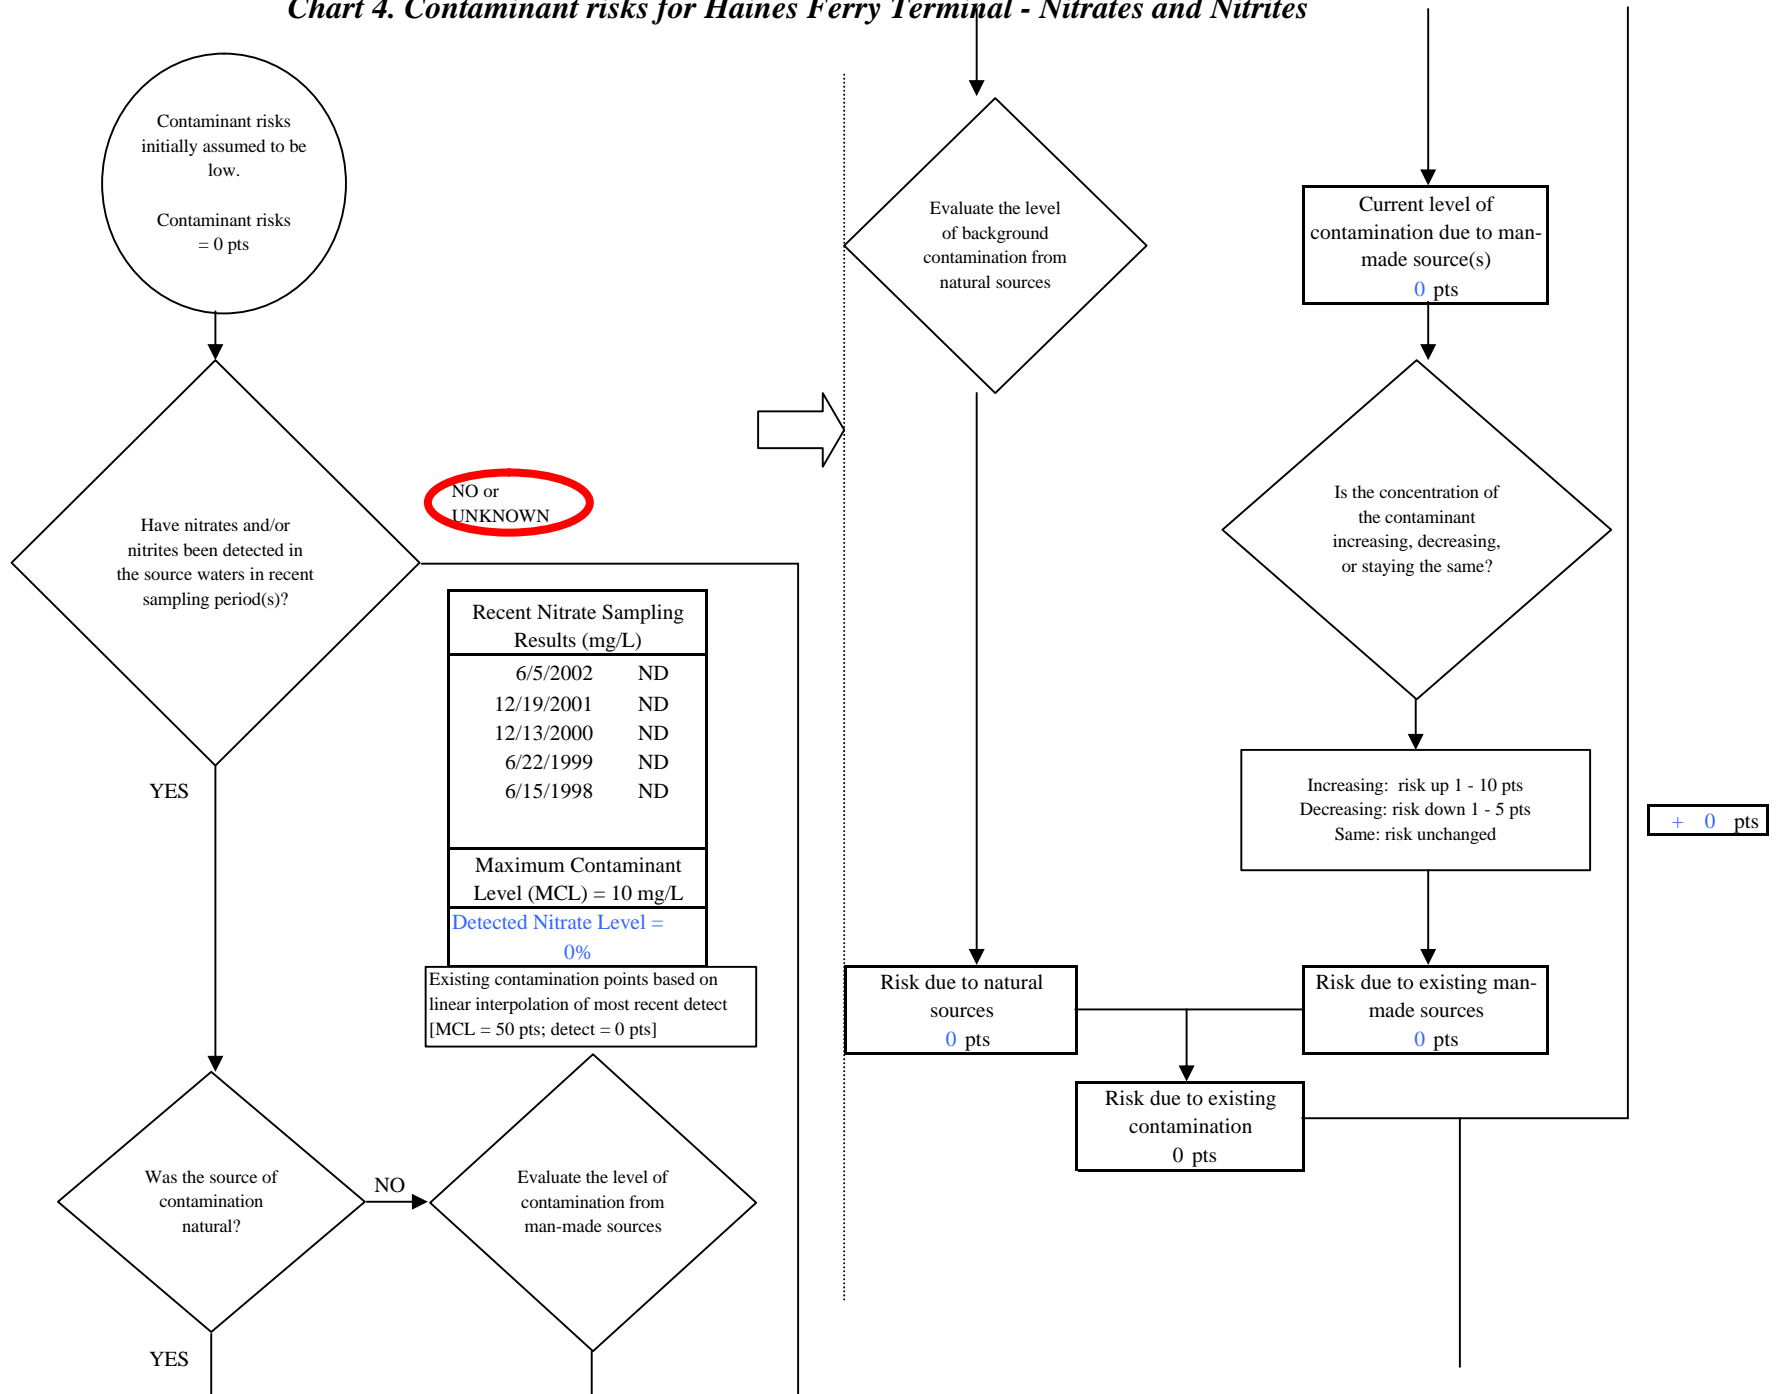 Chart 4. Contaminant risks for Haines Ferry Terminal - Nitrates and Nitrites
Contaminant risks
initially assumed to be
low.
Contaminant risks
= 0 pts
Have nitrates and/or
nitrites been detected in
the source waters in recent
sampling period(s)?
NO or
UNKNOWN
YES
Recent Nitrate Sampling
Results (mg/L)
6/5/2002 ND
12/19/2001 ND
12/13/2000 ND
6/22/1999 ND
6/15/1998 ND
Maximum Contaminant
Level (MCL) = 10 mg/L
Detected Nitrate Level =
0%
Existing contamination points based on
linear interpolation of most recent detect
[MCL = 50 pts; detect = 0 pts]
Was the source of
contamination
natural?
NO
YES
Evaluate the level of
contamination from
man-made sources
Evaluate the level
of background
contamination from
natural sources
Current level of
contamination due to man-
made source(s)
0 pts
Is the concentration of
the contaminant
increasing, decreasing,
or staying the same?
Increasing: risk up 1 - 10 pts
Decreasing: risk down 1 - 5 pts
Same: risk unchanged
+ 0 pts
Risk due to natural
sources
0 pts
Risk due to existing man-
made sources
0 pts
Risk due to existing
contamination
0 pts